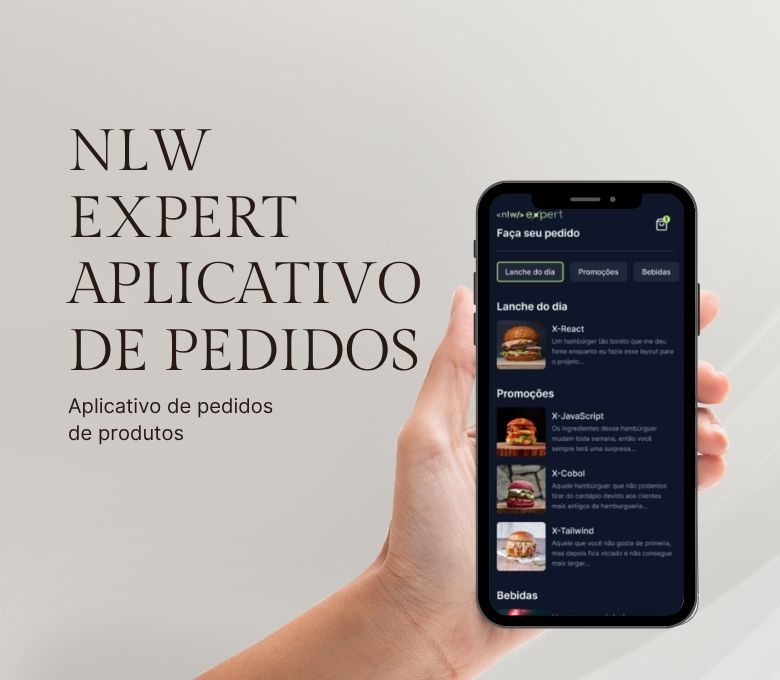 NLW
EXPERT
APLICATIVO
DE PEDIDOS
Aplicativo de pedidos
de produtos
<nlw/> expert
1
Faça seu pedido
Lanche do dia
Promoções
Bebidas
Lanche do dia
X-React
Um hambúrger tão bonito que me deu
fome enquanto eu fazia esse layout para
o projeto...
Promoções
X-JavaScript
Os ingredientes desse hambúrguer
mudam toda semana, então você
sempre terá uma surpresa...
X-Cobol
Aquele hambúrguer que não podemos
tirar do cardápio devido aos clientes
mais antigos da hamburgueria...
X-Tailwind
Aquele que você não gosta de primeira,
mas depois fica viciado e não consegue
mais largar...
Bebidas